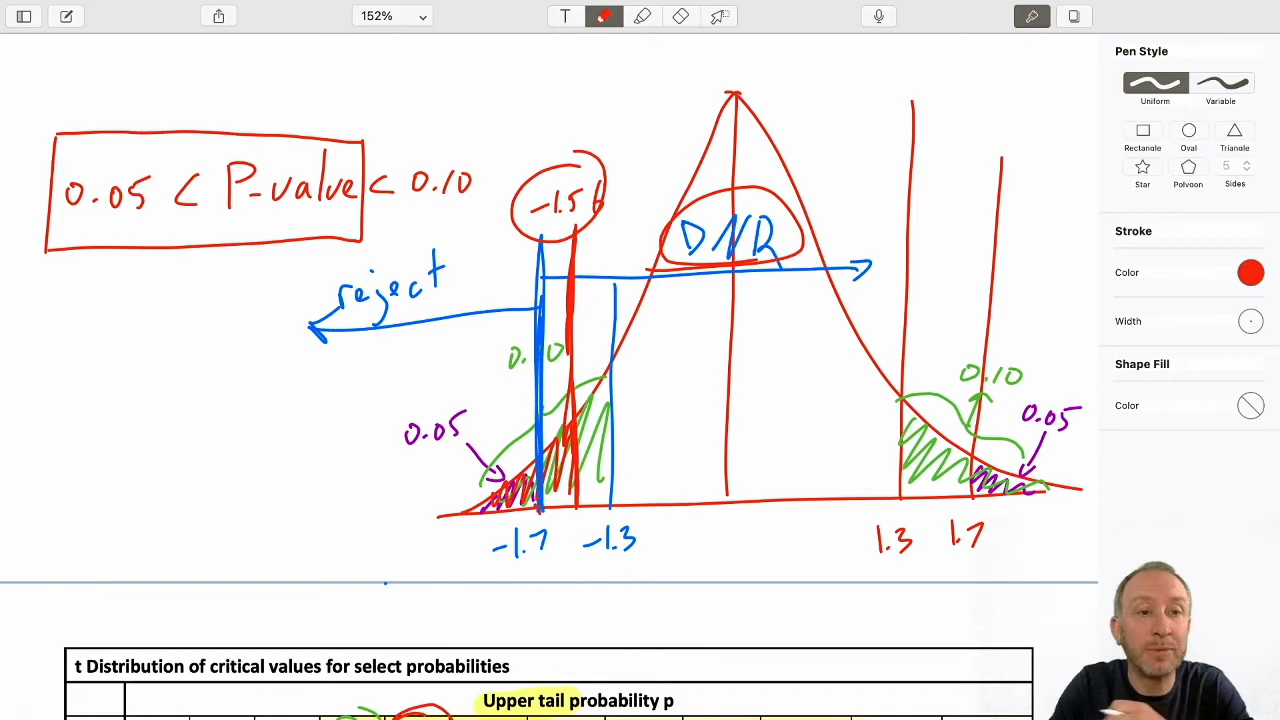 152%
T
Pen Style
Uniform
Variable
Rectangle
Oval
Triangle
Star
Polygon
5
Sides
Stroke
Color
Width
Shape Fill
Color
0.05 < P-value < 0.10
-1.56
DNR
reject
0.10
0.10
0.05
0.05
-1.7
-1.3
1.3
1.7
t Distribution of critical values for select probabilities
Upper tail probability p